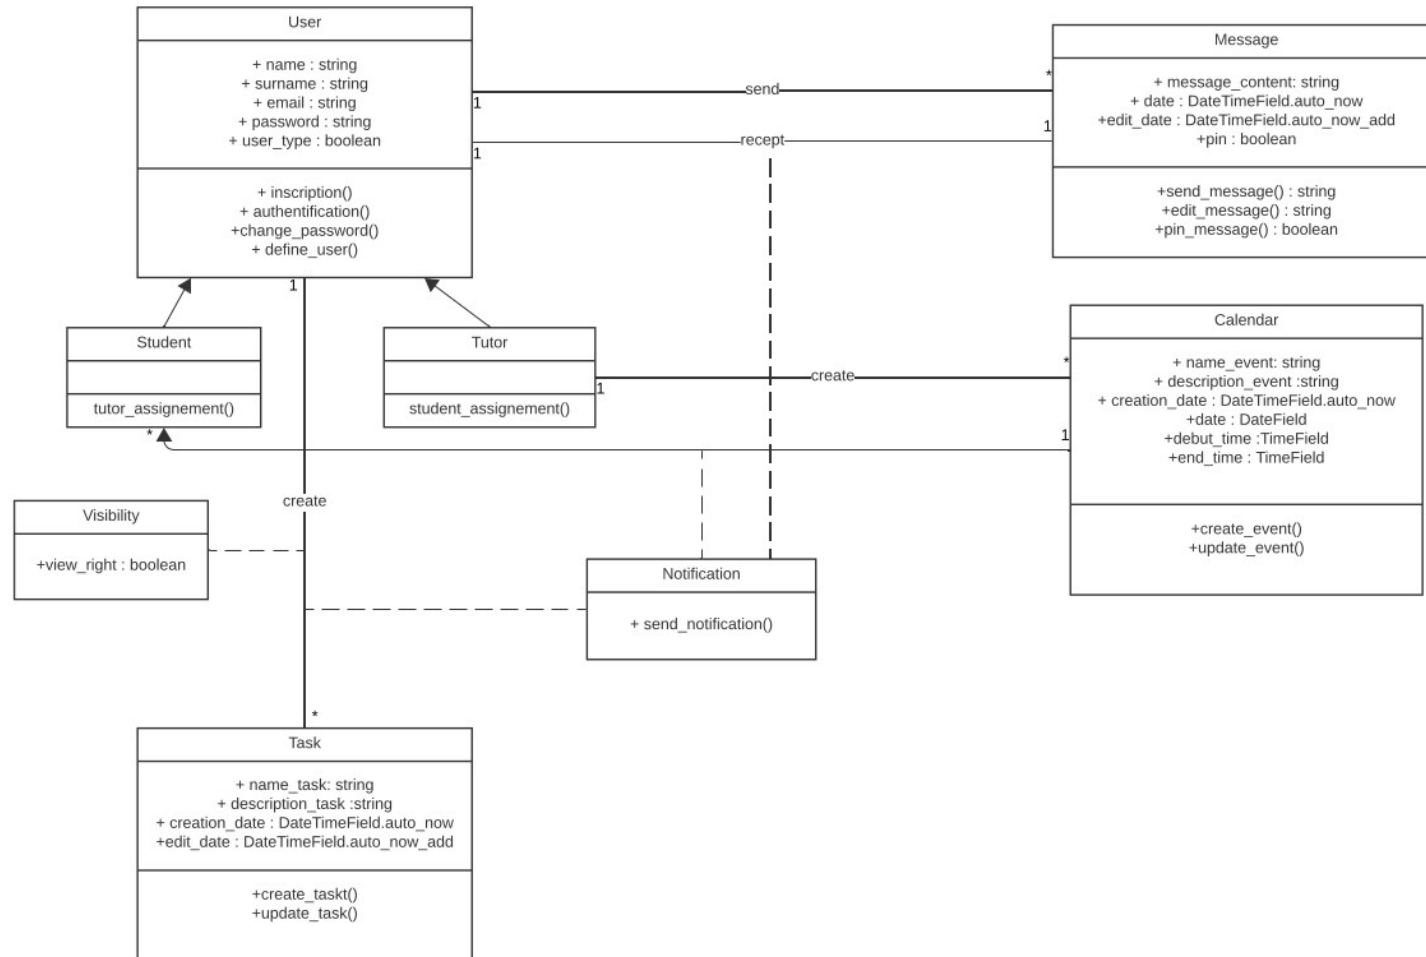 User
+ name : string
+ surname : string
+ email : string
+ password : string
+ user_type : boolean
+ inscription()
+ authentification()
+change_password()
+ define_user()
1
send
*
1
recept
1
1
Message
+ message_content: string
+ date : DateTimeField.auto_now
+edit_date : DateTimeField.auto_now_add
+pin : boolean
+send_message() : string
+edit_message() : string
+pin_message() : boolean
Student
tutor_assignement()
*
Tutor
student_assignement()
1
create
*
1
Calendar
+ name_event: string
+ description_event :string
+ creation_date : DateTimeField.auto_now
+date : DateField
+debut_time :TimeField
+end_time : TimeField
+create_event()
+update_event()
create
Visibility
+view_right : boolean
Notification
+ send_notification()
*
Task
+ name_task: string
+ description_task :string
+ creation_date : DateTimeField.auto_now
+edit_date : DateTimeField.auto_now_add
+create_taskt()
+update_task()